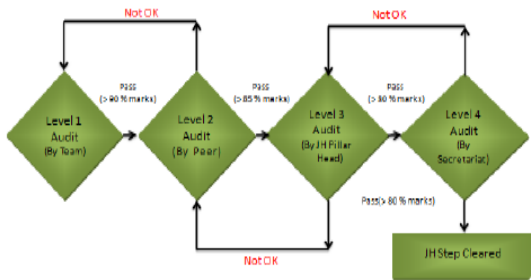 Not OK
Not OK
Pass
(> 90 % marks)
Pass
(> 85 % marks)
Pass
(> 80 % marks)
Level 1
Audit
(By Team)
Level 2
Audit
(By Peer)
Level 3
Audit
(By JH Pillar
Head)
Level 4
Audit
(By
Secretariat)
Pass(> 80 % marks)
Not OK
JH Step Cleared